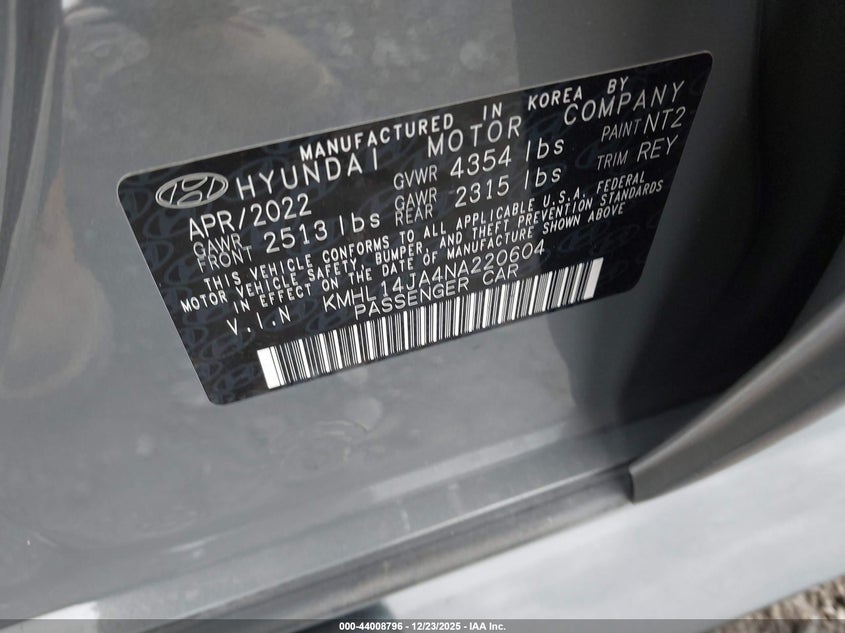 MANUFACTURED IN KOREA BY
HYUNDAI MOTOR COMPANY
APR/2022 GVWR 4354 lbs PAINT NT2
GAWR FRONT 2513 lbs GAWR REAR 2315 lbs TRIM REY
THIS VEHICLE CONFORMS TO ALL APPLICABLE U.S.A. FEDERAL
MOTOR VEHICLE SAFETY, BUMPER, AND THEFT PREVENTION STANDARDS
IN EFFECT ON THE DATE OF MANUFACTURE SHOWN ABOVE
V.I.N KMHL14JA4NA220604
PASSENGER CAR
000-44008796 - 12/23/2025 - IAA Inc.